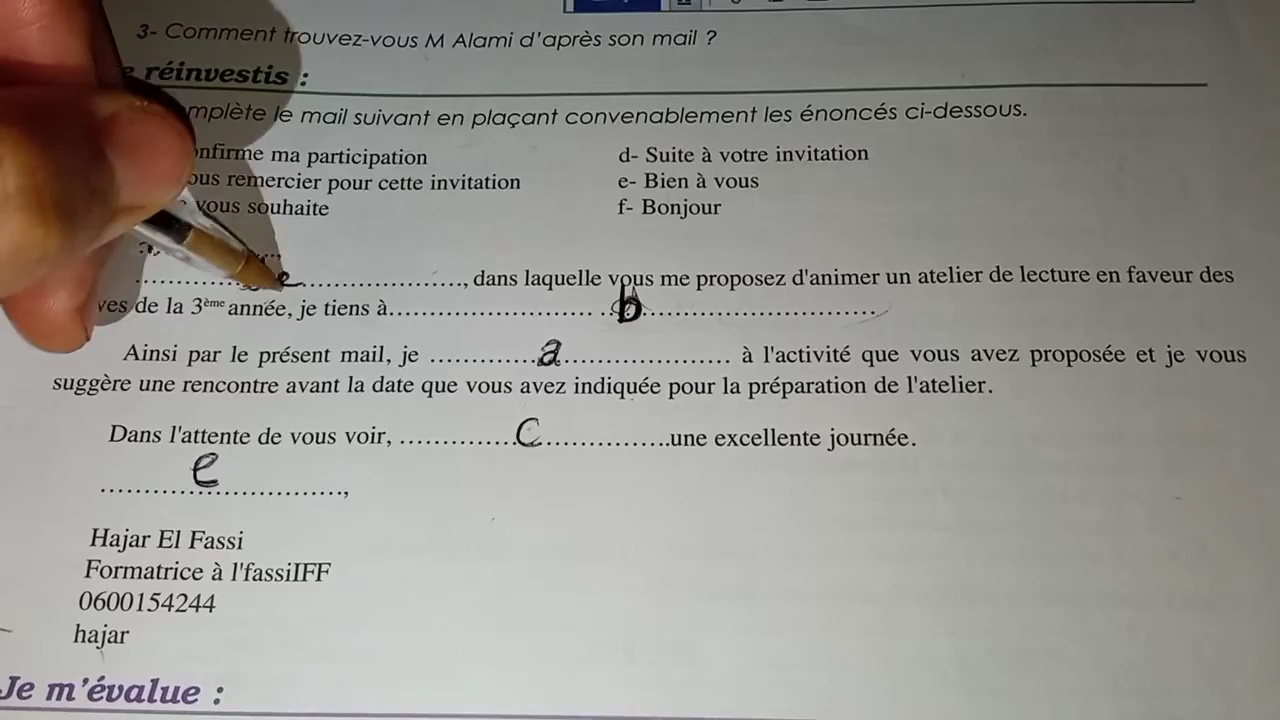 3- Comment trouvez-vous M Alami d'après son mail ?
réinvestis :
mplète le mail suivant en plaçant convenablement les énoncés ci-dessous.
nfirme ma participation d- Suite à votre invitation
ous remercier pour cette invitation e- Bien à vous
vous souhaite f- Bonjour
.............e..................., dans laquelle vous me proposez d'animer un atelier de lecture en faveur des
ves de la 3ème année, je tiens à........................... b ..........................
Ainsi par le présent mail, je ............a................... à l'activité que vous avez proposée et je vous
suggère une rencontre avant la date que vous avez indiquée pour la préparation de l'atelier.
Dans l'attente de vous voir, .............C...............une excellente journée.
e
............................,
Hajar El Fassi
Formatrice à l'fassiIFF
0600154244
hajar
Je m'évalue :